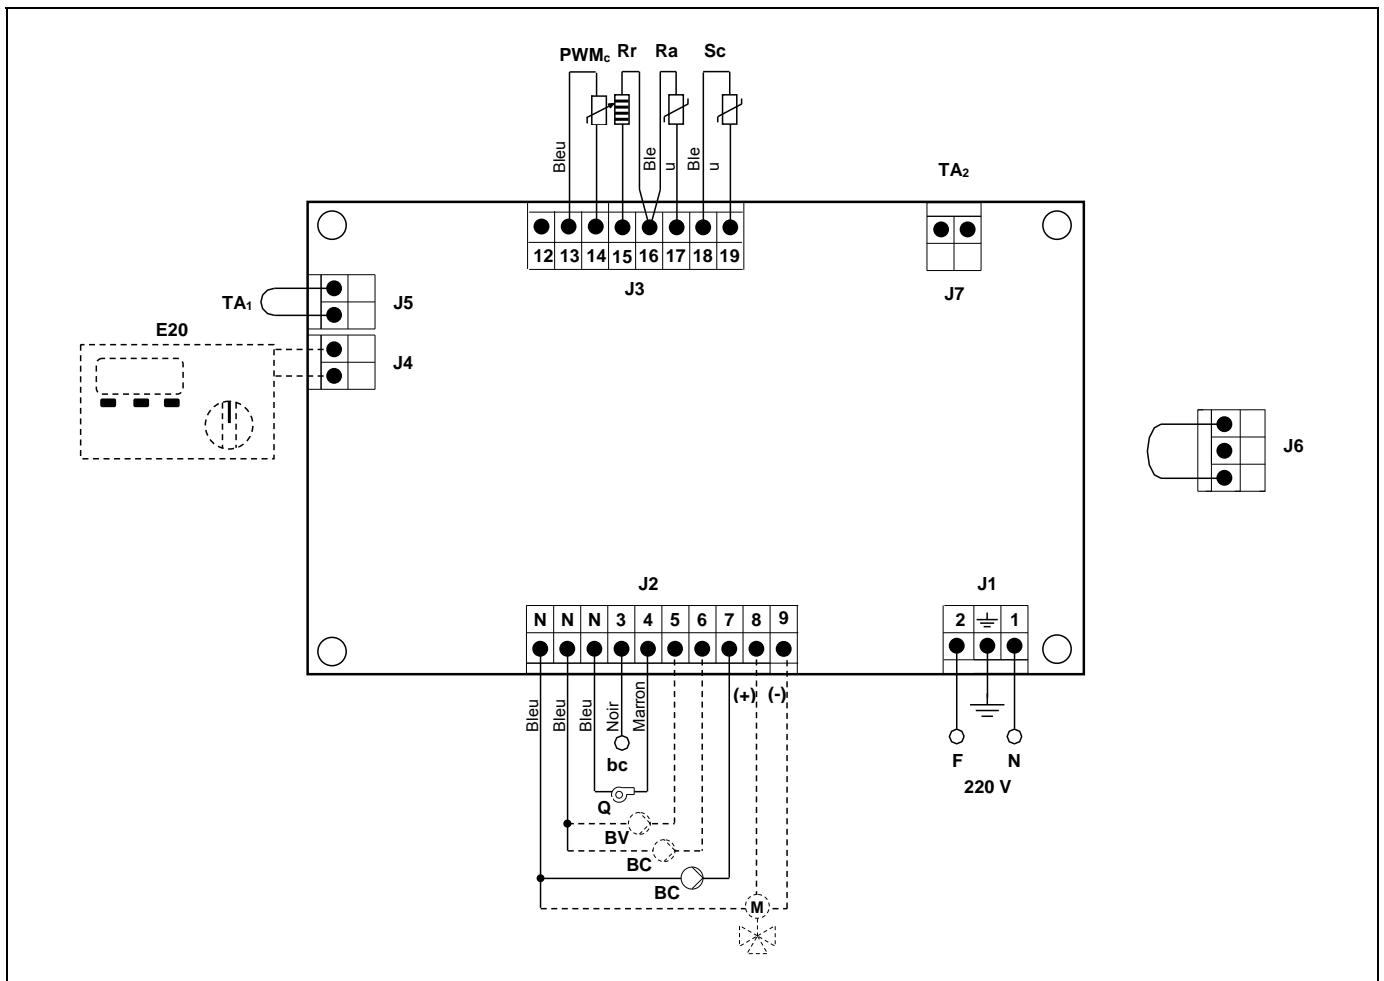 PWMc Rr Ra Sc
Bleu
Ble
u
Ble
u
TA2
12 13 14 15 16 17 18 19
J3
J7
TA1
J5
E20
J4
J6
J2
J1
N N N 3 4 5 6 7 8 9
2 1
(+) (-)
Bleu
Bleu
Bleu
Noir
Marron
bc
F N
220 V
Q
BV
BC
BC
M